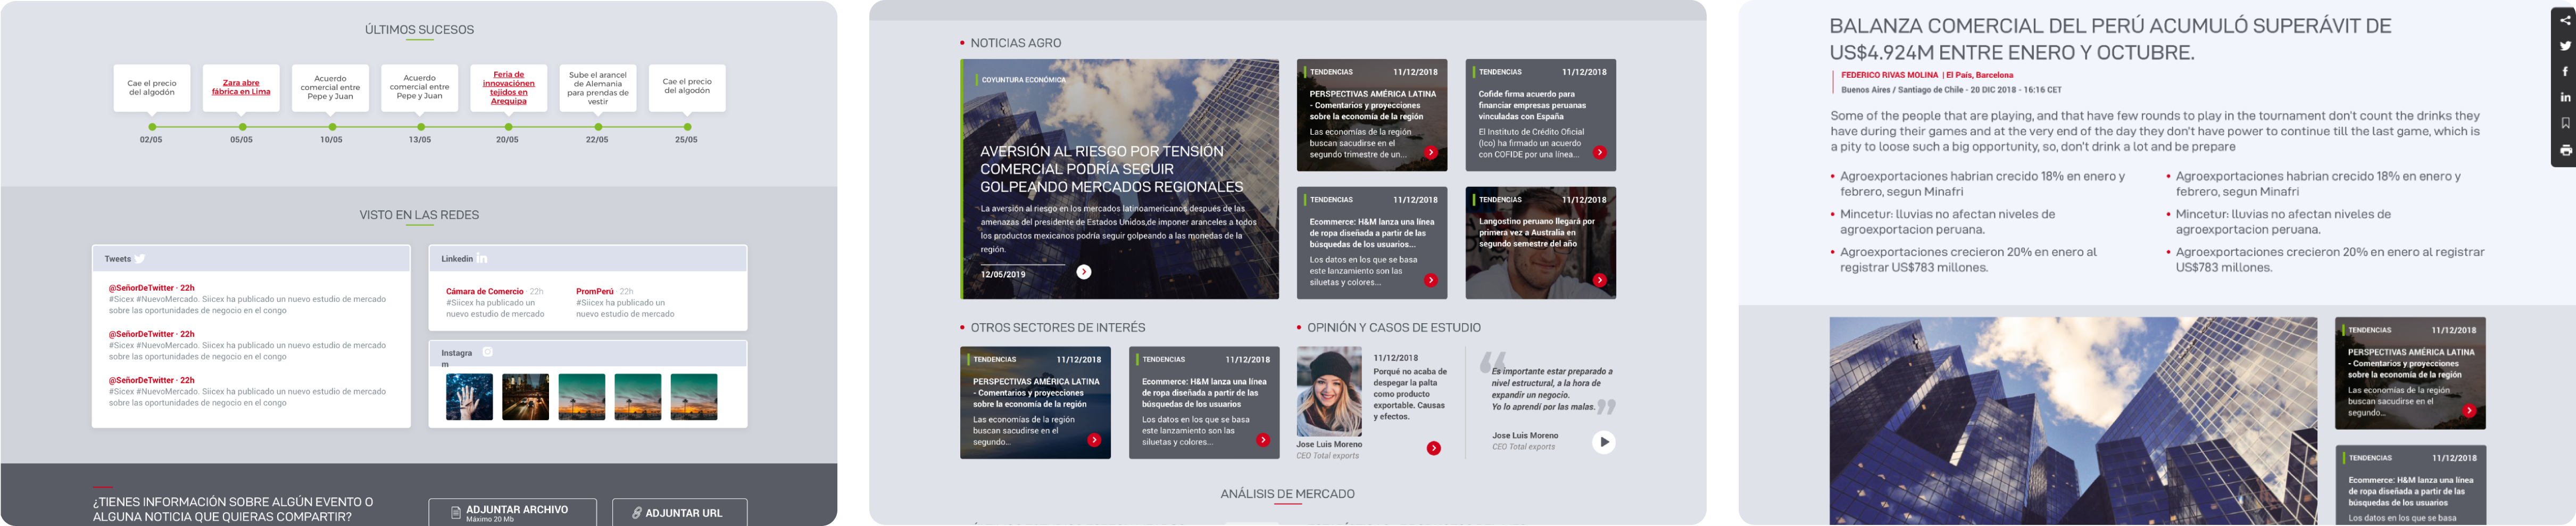 ÚLTIMOS SUCESOS
Cae el precio
del algodón
Zara abre
fábrica en Lima
Acuerdo
comercial entre
Pepe y Juan
Acuerdo
comercial entre
Pepe y Juan
Feria de
innovaciónen
tejidos en
Arequipa
Sube el arancel
de Alemania
para prendas de
vestir
Cae el precio
del algodón
02/05
05/05
10/05
13/05
20/05
22/05
25/05
VISTO EN LAS REDES
Tweets
@SeñorDeTwitter · 22h
#Sicex #NuevoMercado. Siicex ha publicado un nuevo estudio de mercado
sobre las oportunidades de negocio en el congo
@SeñorDeTwitter · 22h
#Sicex #NuevoMercado. Siicex ha publicado un nuevo estudio de mercado
sobre las oportunidades de negocio en el congo
@SeñorDeTwitter · 22h
#Sicex #NuevoMercado. Siicex ha publicado un nuevo estudio de mercado
sobre las oportunidades de negocio en el congo
Linkedin
Cámara de Comercio · 22h
#Siicex ha publicado un
nuevo estudio de mercado
PromPerú · 22h
#Siicex ha publicado un
nuevo estudio de mercado
Instagra
m
¿TIENES INFORMACIÓN SOBRE ALGÚN EVENTO O
ALGUNA NOTICIA QUE QUIERAS COMPARTIR?
ADJUNTAR ARCHIVO
Máximo 20 Mb
ADJUNTAR URL
NOTICIAS AGRO
COYUNTURA ECONÓMICA
AVERSIÓN AL RIESGO POR TENSIÓN
COMERCIAL PODRÍA SEGUIR
GOLPEANDO MERCADOS REGIONALES
La aversión al riesgo en los mercados latinoamericanos después de las
amenazas del presidente de Estados Unidos,de imponer aranceles a todos
los productos mexicanos podría seguir golpeando a las monedas de la
región.
12/05/2019
TENDENCIAS 11/12/2018
PERSPECTIVAS AMÉRICA LATINA
- Comentarios y proyecciones
sobre la economía de la región
Las economías de la región
buscan sacudirse en el
segundo trimestre de un...
TENDENCIAS 11/12/2018
Cofide firma acuerdo para
financiar empresas peruanas
vinculadas con España
El Instituto de Crédito Oficial
(Ico) ha firmado un acuerdo
con COFIDE por una línea...
TENDENCIAS 11/12/2018
Ecommerce: H&M lanza una línea
de ropa diseñada a partir de las
búsquedas de los usuarios...
Los datos en los que se basa
este lanzamiento son las
siluetas y colores...
TENDENCIAS 11/12/2018
Langostino peruano llegará por
primera vez a Australia en
segundo semestre del año
OTROS SECTORES DE INTERÉS
TENDENCIAS 11/12/2018
PERSPECTIVAS AMÉRICA LATINA
- Comentarios y proyecciones
sobre la economía de la región
Las economías de la región
buscan sacudirse en el
segundo...
TENDENCIAS 11/12/2018
Ecommerce: H&M lanza una línea
de ropa diseñada a partir de las
búsquedas de los usuarios
Los datos en los que se basa
este lanzamiento son las
siluetas y colores...
OPINIÓN Y CASOS DE ESTUDIO
11/12/2018
Porqué no acaba de
despegar la palta
como producto
exportable. Causas
y efectos.
Jose Luis Moreno
CEO Total exports
“Es importante estar preparado a
nivel estructural, a la hora de
expandir un negocio.
Yo lo aprendí por las malas.”
Jose Luis Moreno
CEO Total exports
ANÁLISIS DE MERCADO
BALANZA COMERCIAL DEL PERÚ ACUMULÓ SUPERÁVIT DE
US$4.924M ENTRE ENERO Y OCTUBRE.
FEDERICO RIVAS MOLINA | El País, Barcelona
Buenos Aires / Santiago de Chile - 20 DIC 2018 - 16:16 CET
Some of the people that are playing, and that have few rounds to play in the tournament don't count the drinks they
have during their games and at the very end of the day they don't have power to continue till the last game, which is
a pity to loose such a big opportunity, so, don't drink a lot and be prepare
• Agroexportaciones habrian crecido 18% en enero y
febrero, segun Minafri
• Mincetur: lluvias no afectan niveles de
agroexportacion peruana.
• Agroexportaciones crecieron 20% en enero al
registrar US$783 millones.
• Agroexportaciones habrian crecido 18% en enero y
febrero, segun Minafri
• Mincetur: lluvias no afectan niveles de
agroexportacion peruana.
• Agroexportaciones crecieron 20% en enero al registrar
US$783 millones.
TENDENCIAS 11/12/2018
PERSPECTIVAS AMÉRICA LATINA
- Comentarios y proyecciones
sobre la economía de la región
Las economías de la región
buscan sacudirse en el
segundo...
TENDENCIAS 11/12/2018
Ecommerce: H&M lanza una línea
de ropa diseñada a partir de las
búsquedas de los usuarios
Los datos en los que se basa